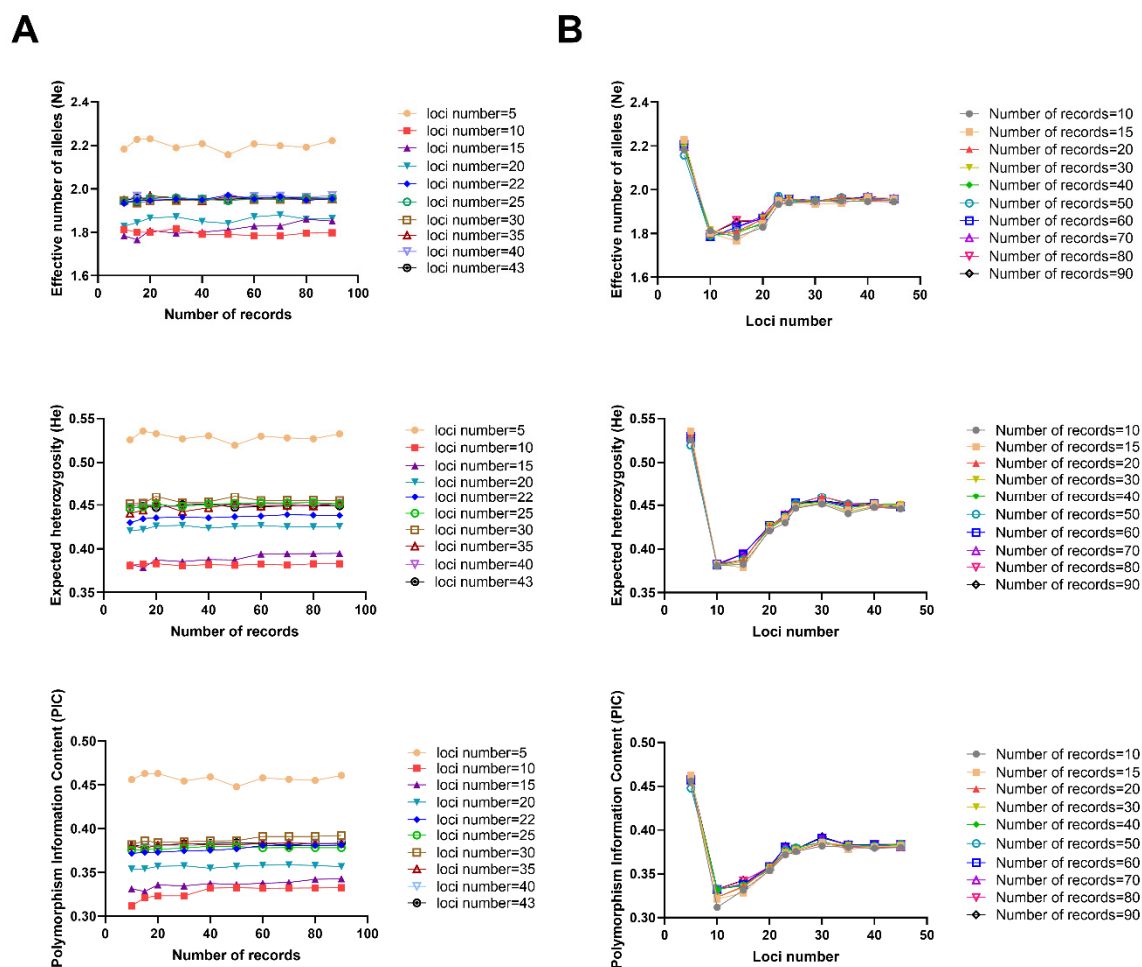 A
B
Effective number of alleles (Ne)
2.4
2.2
2.0
1.8
1.6
0 20 40 60 80 100
Number of records
loci number=5
loci number=10
loci number=15
loci number=20
loci number=22
loci number=25
loci number=30
loci number=35
loci number=40
loci number=43
Effective number of alleles (Ne)
2.4
2.2
2.0
1.8
1.6
0 10 20 30 40 50
Loci number
Number of records=10
Number of records=15
Number of records=20
Number of records=30
Number of records=40
Number of records=50
Number of records=60
Number of records=70
Number of records=80
Number of records=90
Expected heterozygosity (He)
0.55
0.50
0.45
0.40
0.35
0 20 40 60 80 100
Number of records
loci number=5
loci number=10
loci number=15
loci number=20
loci number=22
loci number=25
loci number=30
loci number=35
loci number=40
loci number=43
Expected heterozygosity (He)
0.55
0.50
0.45
0.40
0.35
0 10 20 30 40 50
Loci number
Number of records=10
Number of records=15
Number of records=20
Number of records=30
Number of records=40
Number of records=50
Number of records=60
Number of records=70
Number of records=80
Number of records=90
Polymorphism Information Content (PIC)
0.50
0.45
0.40
0.35
0.30
0 20 40 60 80 100
Number of records
loci number=5
loci number=10
loci number=15
loci number=20
loci number=22
loci number=25
loci number=30
loci number=35
loci number=40
loci number=43
Polymorphism Information Content (PIC)
0.50
0.45
0.40
0.35
0.30
0 10 20 30 40 50
Loci number
Number of records=10
Number of records=15
Number of records=20
Number of records=30
Number of records=40
Number of records=50
Number of records=60
Number of records=70
Number of records=80
Number of records=90